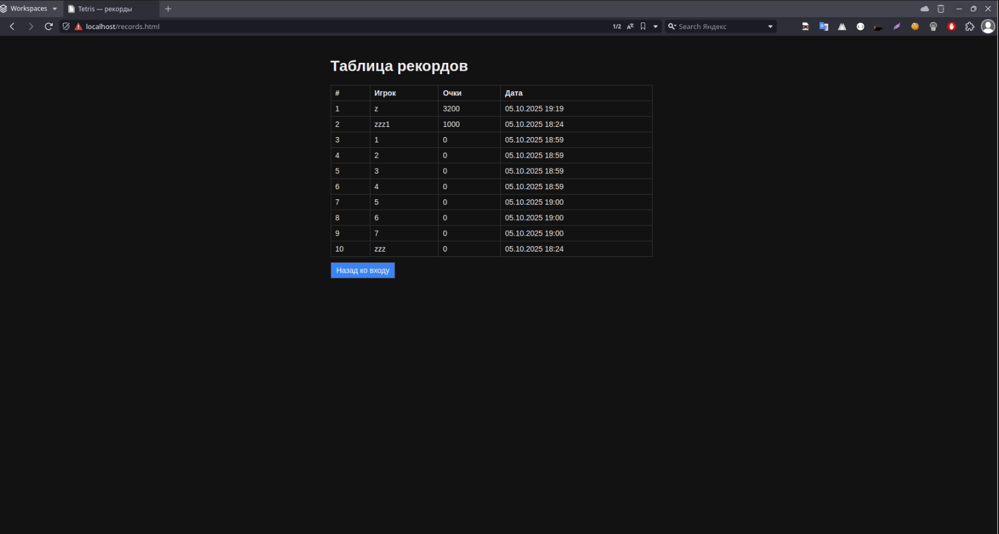 Workspaces
Tetris — рекорды
localhost/records.html
1/2
Search Яндекс
Таблица рекордов
# Игрок Очки Дата
1 z 3200 05.10.2025 19:19
2 zzz1 1000 05.10.2025 18:24
3 1 0 05.10.2025 18:59
4 2 0 05.10.2025 18:59
5 3 0 05.10.2025 18:59
6 4 0 05.10.2025 18:59
7 5 0 05.10.2025 19:00
8 6 0 05.10.2025 19:00
9 7 0 05.10.2025 19:00
10 zzz 0 05.10.2025 18:24
Назад ко входу